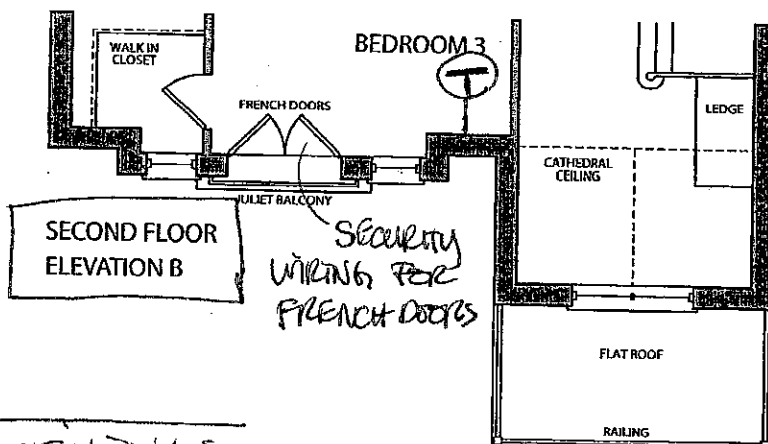 WALK IN
CLOSET
BEDROOM 3
T
FRENCH DOORS
LEDGE
CATHEDRAL
CEILING
JULIET BALCONY
SECOND FLOOR
ELEVATION B
SECURITY
WIRING FOR
FRENCH DOORS
FLAT ROOF
RAILING